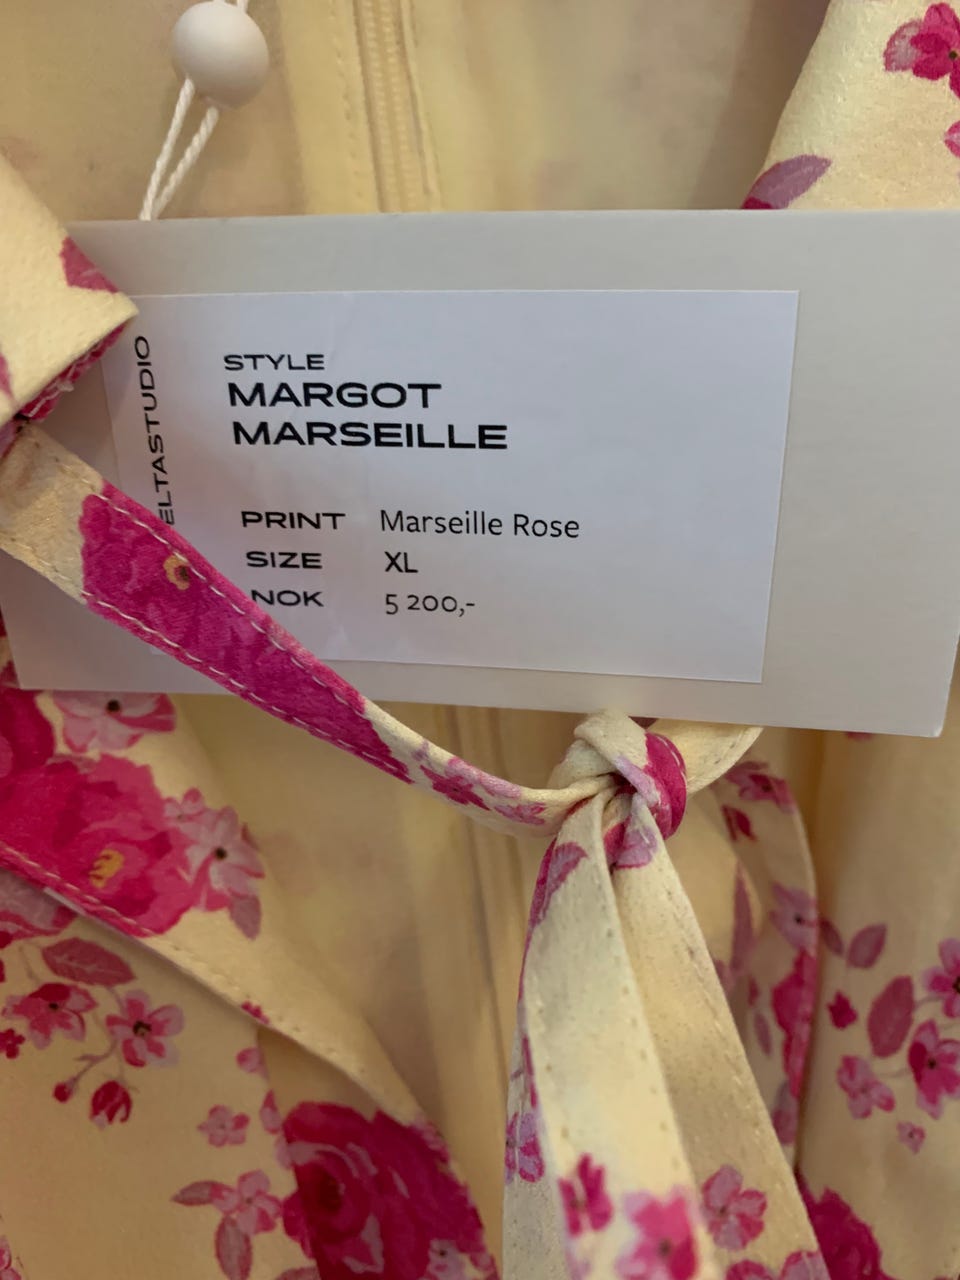 ELTASTUDIO
STYLE
MARGOT
MARSEILLE
PRINT Marseille Rose
SIZE XL
NOK 5 200,-